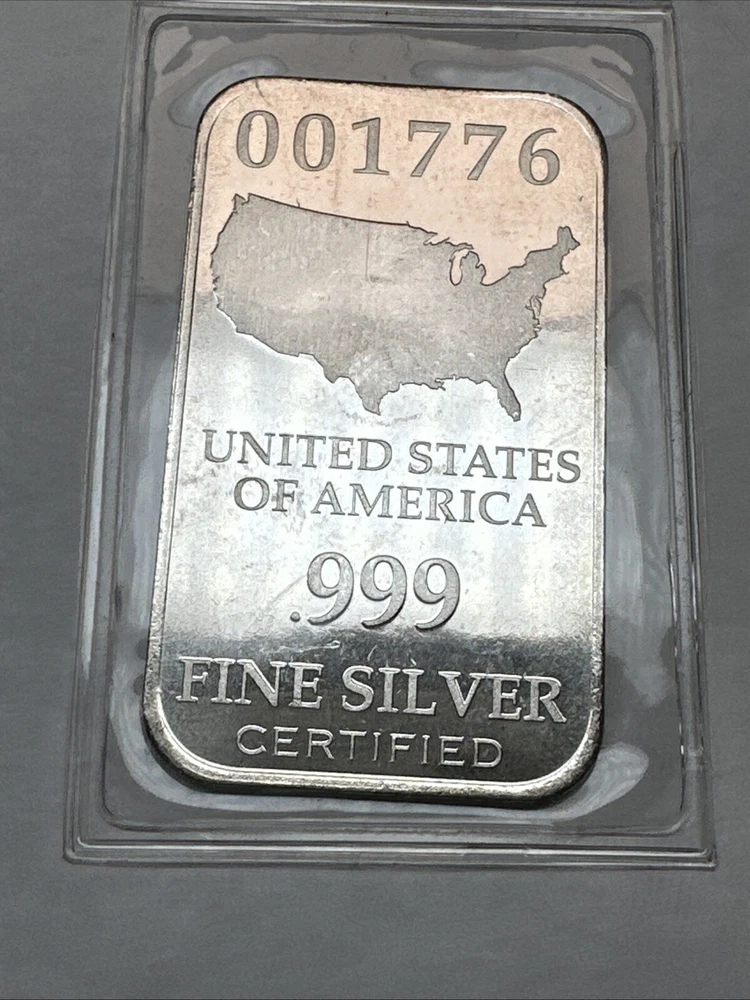 001776
UNITED STATES
OF AMERICA
.999
FINE SILVER
CERTIFIED